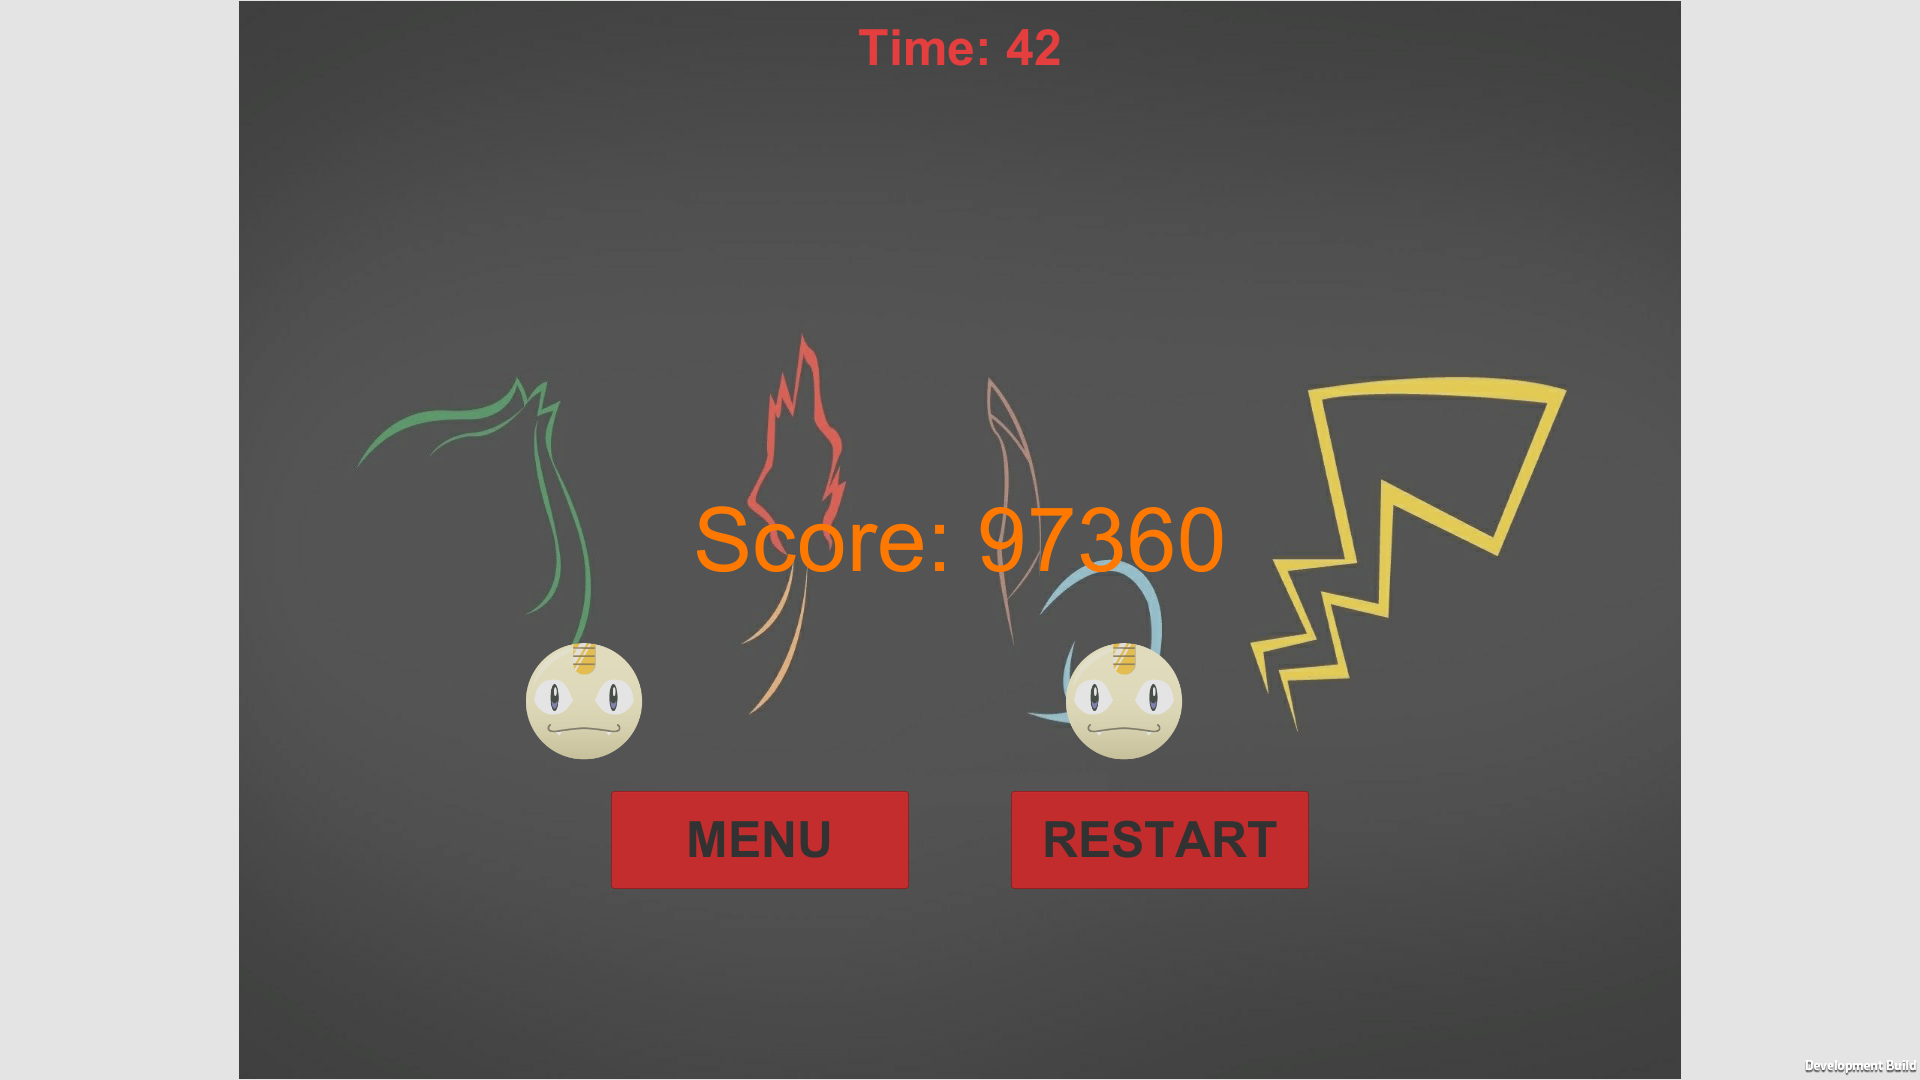 Time: 42
Score: 97360
MENU
RESTART
Development Build